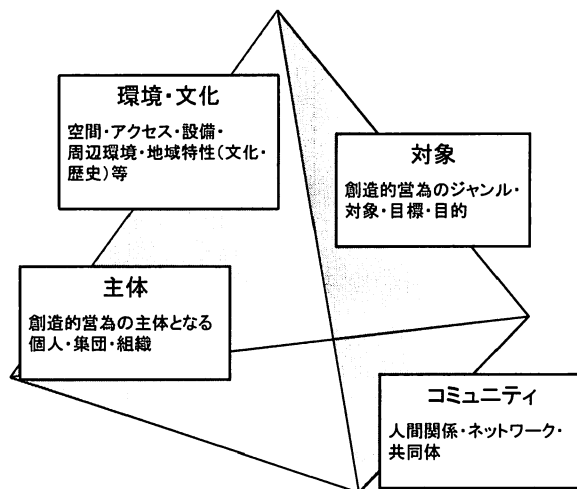 環境・文化
空間・アクセス・設備・
周辺環境・地域特性（文化・
歴史）等
対象
創造的営為のジャンル・
対象・目標・目的
主体
創造的営為の主体となる
個人・集団・組織
コミュニティ
人間関係・ネットワーク・
共同体